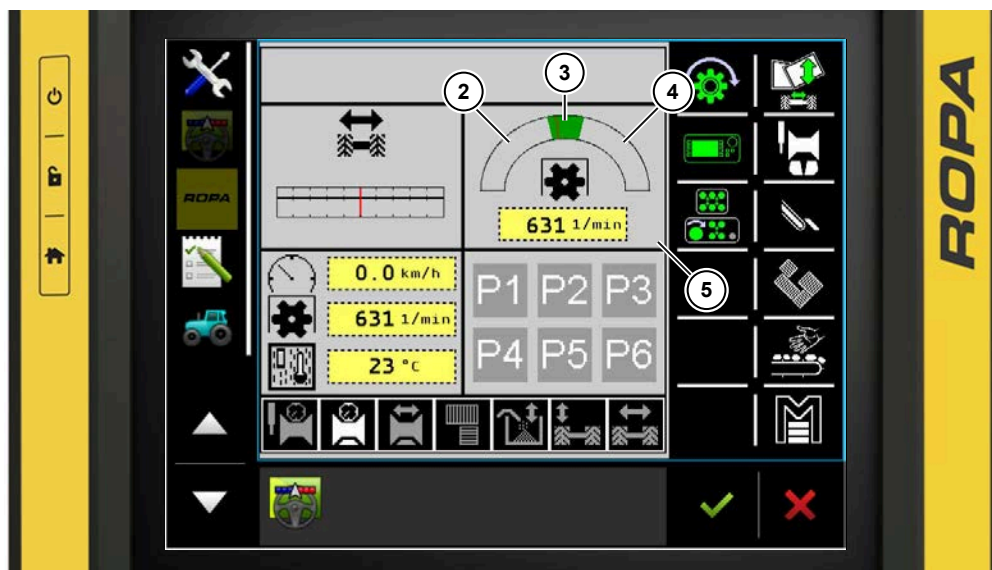 ROPA
2
3
4
631 1/min
0.0 km/h
631 1/min
23 °C
P1 P2 P3
P4 P5 P6
5
ROPA